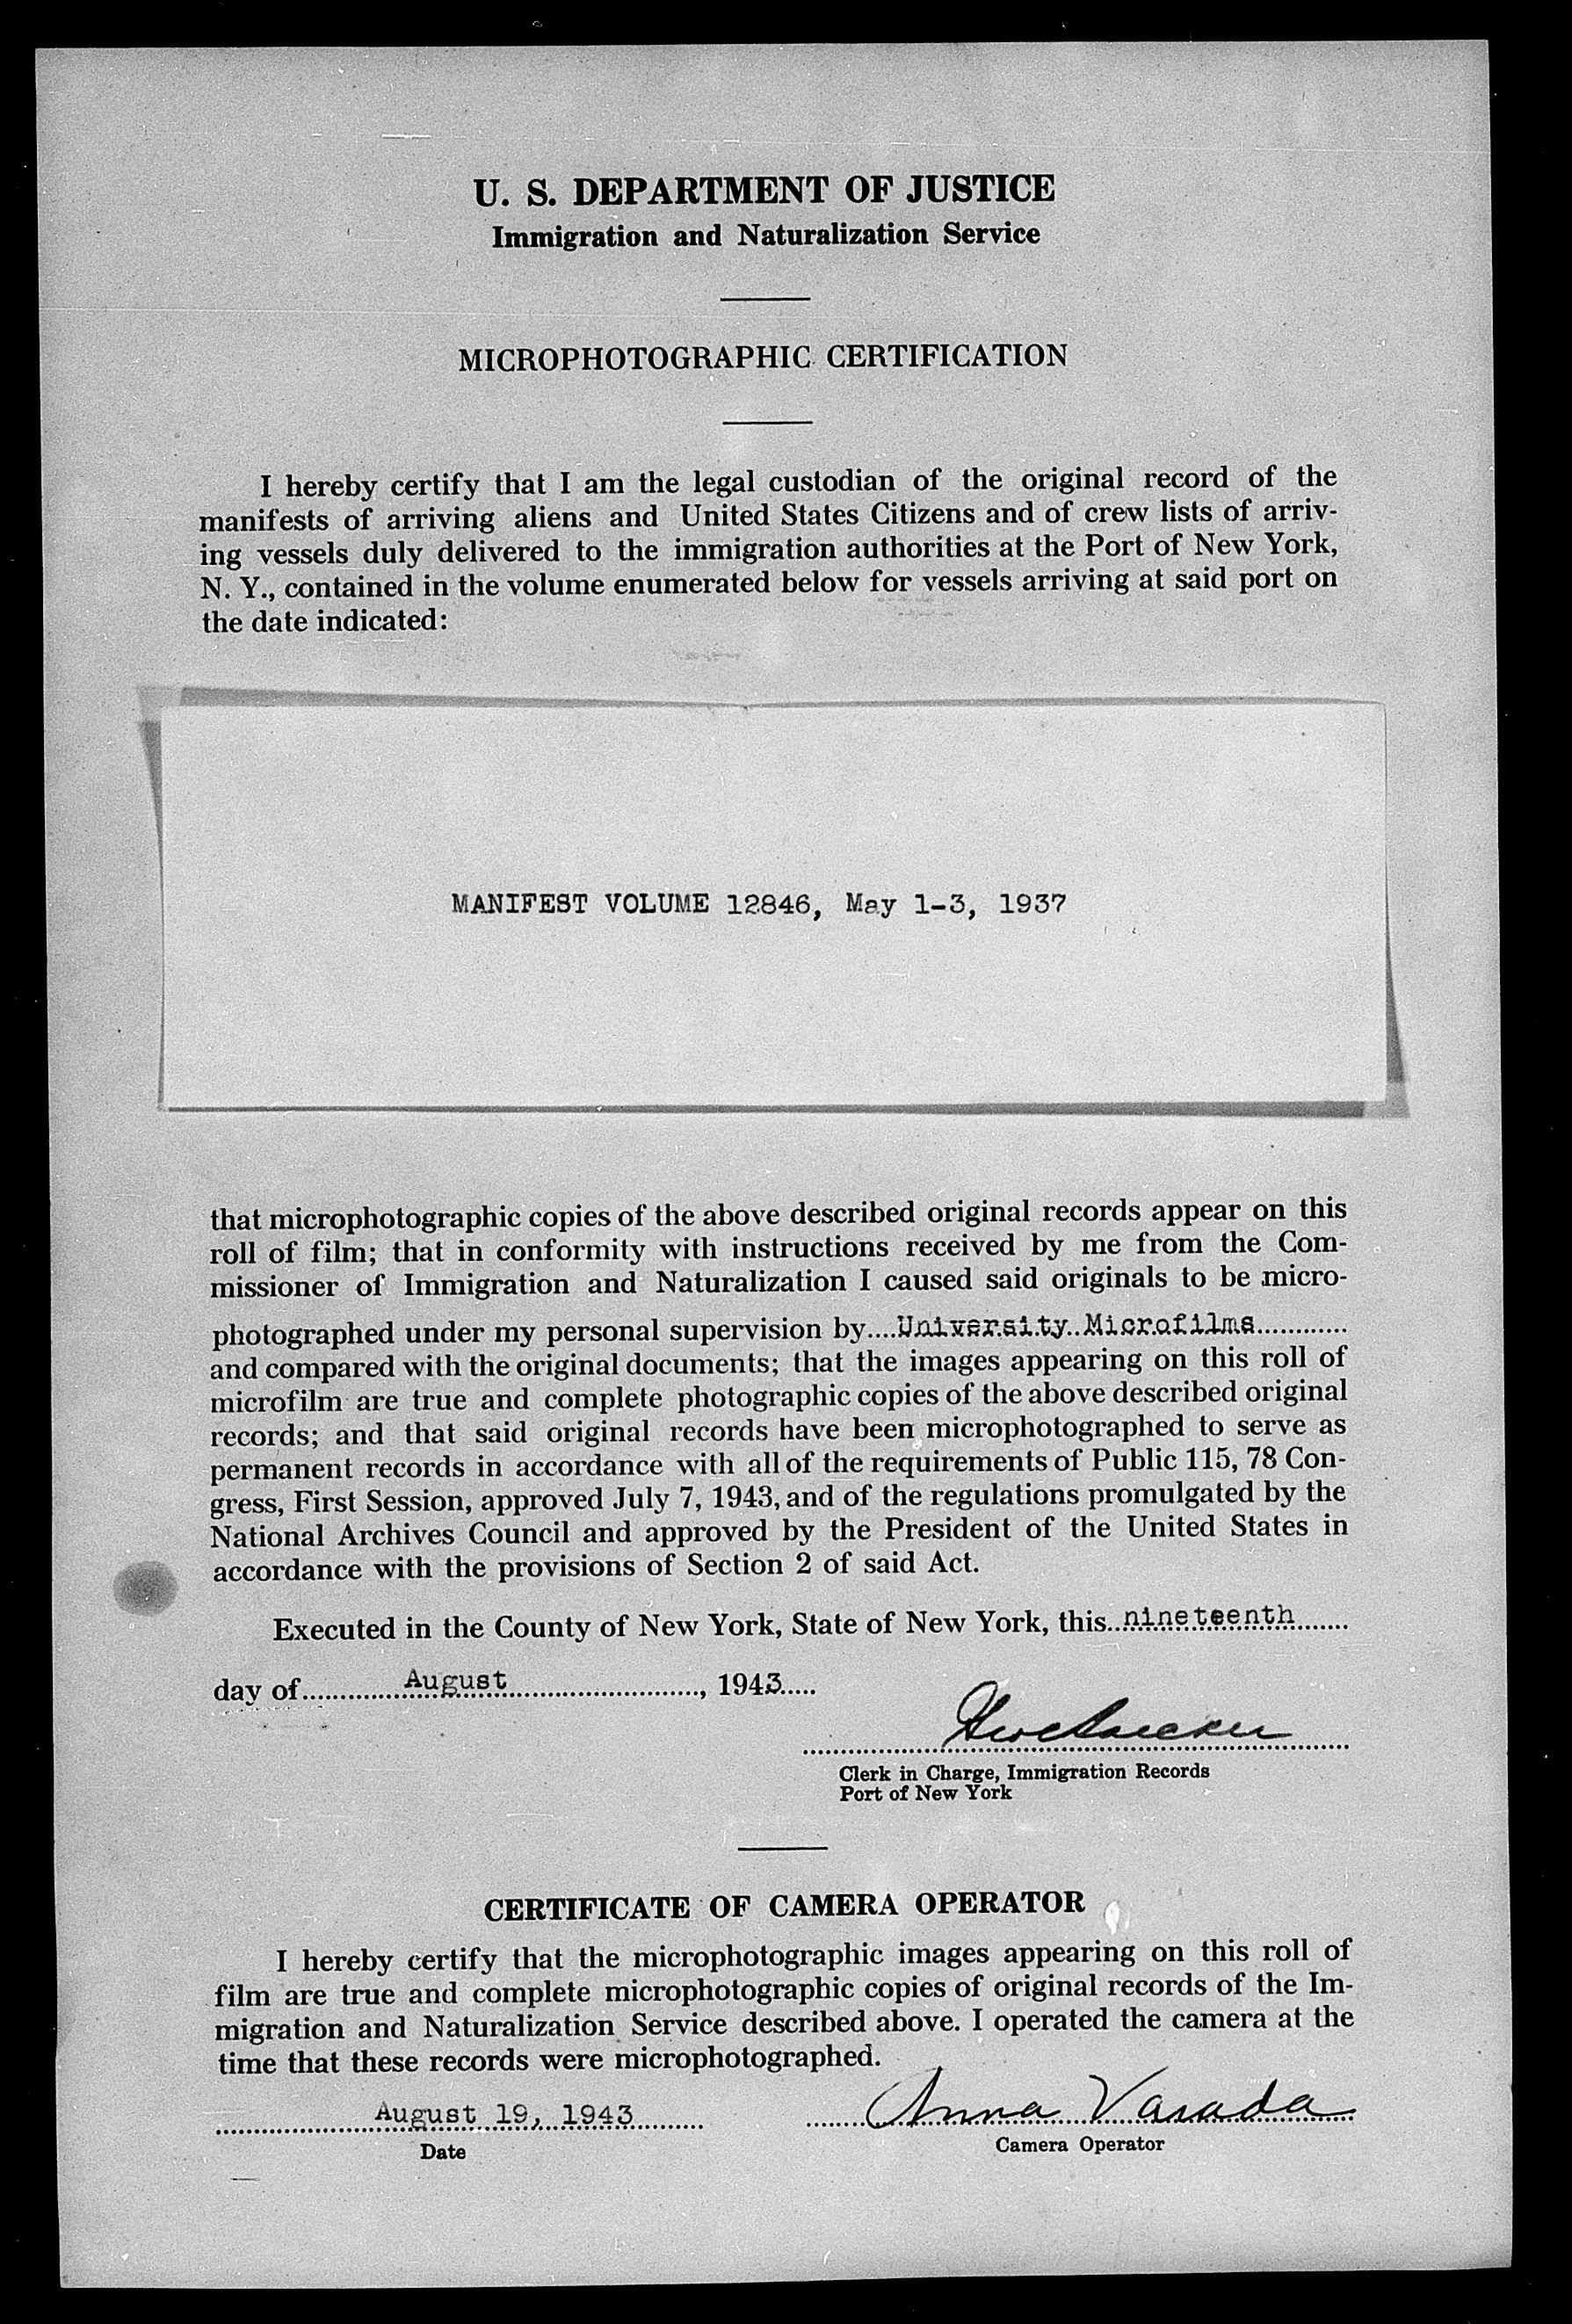 U. S. DEPARTMENT OF JUSTICE
Immigration and Naturalization Service
MICROPHOTOGRAPHIC CERTIFICATION
I hereby certify that I am the legal custodian of the original record of the
manifests of arriving aliens and United States Citizens and of crew lists of arriv-
ing vessels duly delivered to the immigration authorities at the Port of New York,
N. Y., contained in the volume enumerated below for vessels arriving at said port on
the date indicated:
MANIFEST VOLUME 12846, May 1-3, 1937
that microphotographic copies of the above described original records appear on this
roll of film; that in conformity with instructions received by me from the Com-
missioner of Immigration and Naturalization I caused said originals to be micro-
photographed under my personal supervision by....University Microfilms............
and compared with the original documents; that the images appearing on this roll of
microfilm are true and complete photographic copies of the above described original
records; and that said original records have been microphotographed to serve as
permanent records in accordance with all of the requirements of Public 115, 78 Con-
gress, First Session, approved July 7, 1943, and of the regulations promulgated by the
National Archives Council and approved by the President of the United States in
accordance with the provisions of Section 2 of said Act.
Executed in the County of New York, State of New York, this..nineteenth.......
day of.............August........................., 1943.....
Clerk in Charge, Immigration Records
Port of New York
CERTIFICATE OF CAMERA OPERATOR
I hereby certify that the microphotographic images appearing on this roll of
film are true and complete microphotographic copies of original records of the Im-
migration and Naturalization Service described above. I operated the camera at the
time that these records were microphotographed.
August 19, 1943
Anna Varada
Date
Camera Operator